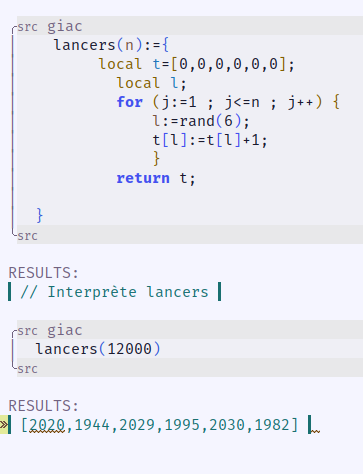 src giac
lancers(n):={
local t=[0,0,0,0,0,0];
local l;
for (j:=1 ; j<=n ; j++) {
l:=rand(6);
t[l]:=t[l]+1;
}
return t;
}
src
RESULTS:
// Interprète lancers
src giac
lancers(12000)
src
RESULTS:
» [2020,1944,2029,1995,2030,1982]